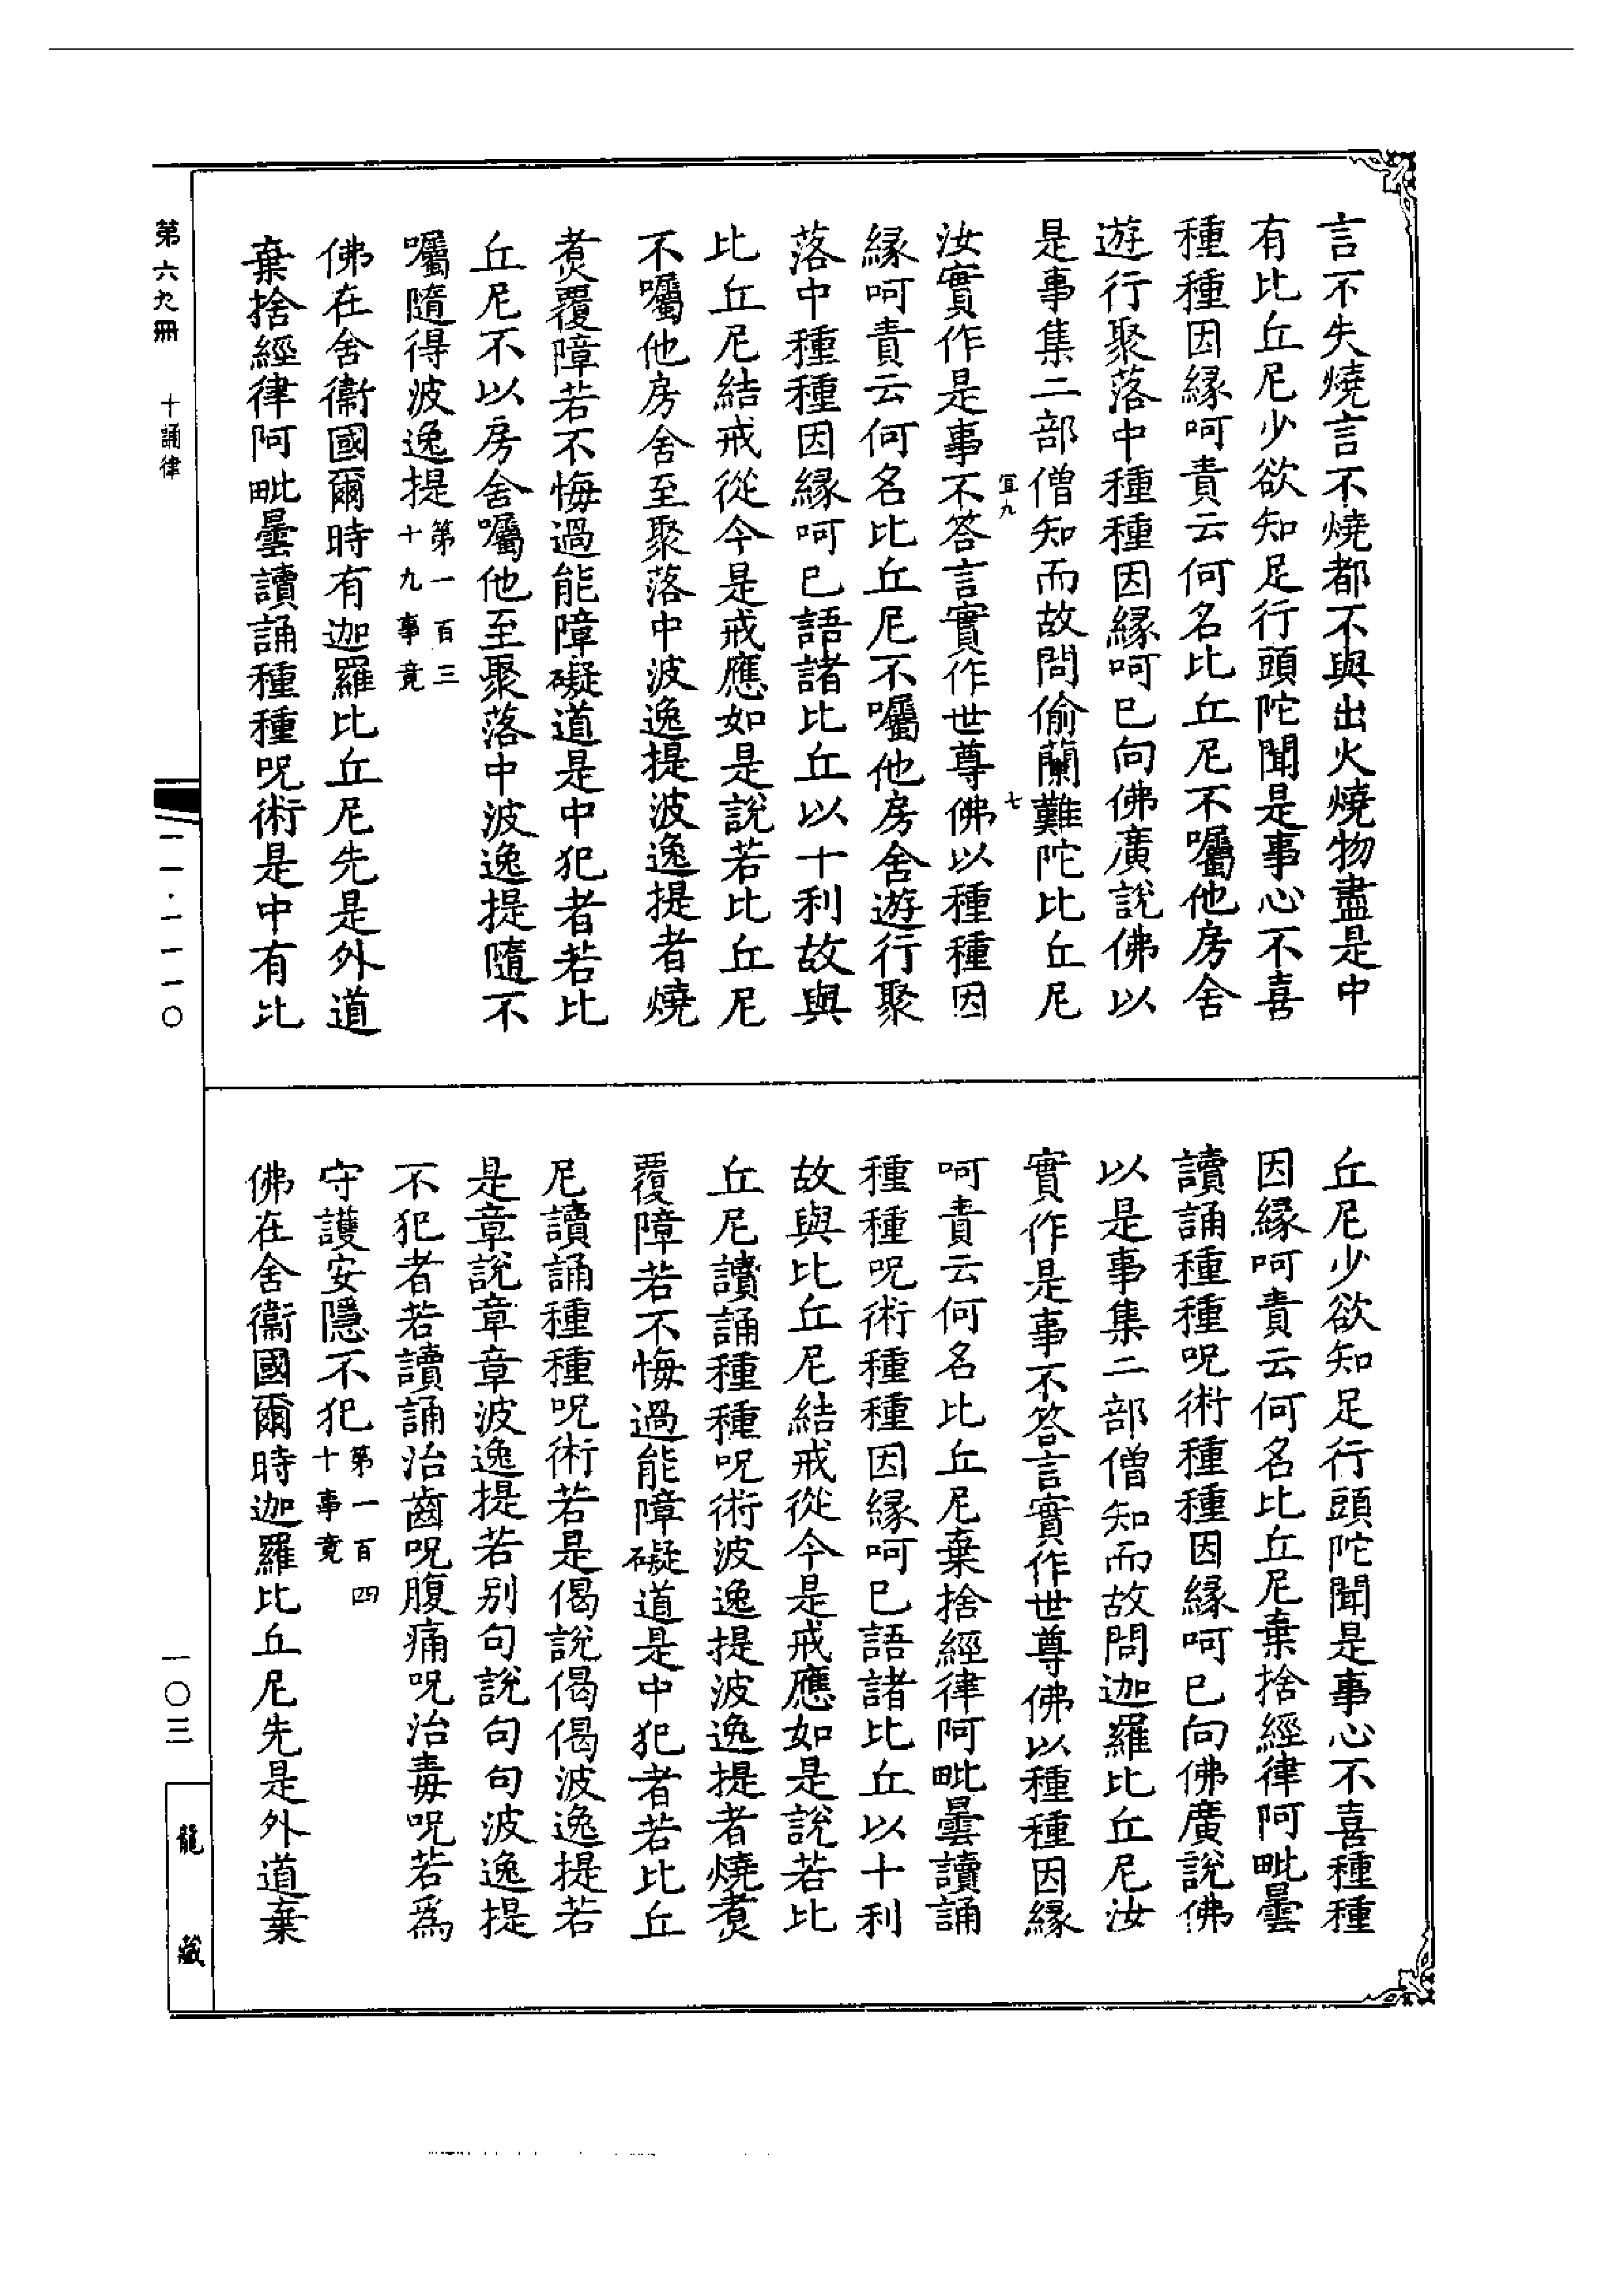 言不失燒言不燒都不與出火燒物盡是中
有比丘尼少欲知足行頭陀聞是事心不喜
種種因緣呵責云何名比丘尼不囑他房舍
遊行聚落中種種因緣呵已向佛廣說佛以
是事集二部僧知而故問偷蘭難陀比丘尼
宜九
七
汝實作是事不答言實作世尊佛以種種因
緣呵責云何名比丘尼不囑他房舍遊行聚
落中種種因緣呵已語諸比丘以十利故與
比丘尼結戒從今是戒應如是說若比丘尼
不囑他房舍至聚落中波逸提波逸提者燒
煑覆障若不悔過能障礙道是中犯者若比
丘尼不以房舍囑他至聚落中波逸提隨不
囑隨得波逸提第一百三
十九事竟
佛在舍衞國爾時有迦羅比丘尼先是外道
棄捨經律阿毗曇讀誦種種呪術是中有比
丘尼少欲知足行頭陀聞是事心不喜種種
因緣呵責云何名比丘尼棄捨經律阿毗曇
讀誦種種呪術種種因緣呵已向佛廣說佛
以是事集二部僧知而故問迦羅比丘尼汝
實作是事不答言實作世尊佛以種種因緣
呵責云何名比丘尼棄捨經律阿毗曇讀誦
種種呪術種種因緣呵已語諸比丘以十利
故與比丘尼結戒從今是戒應如是說若比
丘尼讀誦種種呪術波逸提波逸提者燒煑
覆障若不悔過能障礙道是中犯者若比丘
尼讀誦種種呪術若是偈說偈偈波逸提若
是章說章章波逸提若別句說句句波逸提
不犯者若讀誦治齒呪腹痛呪治毒呪若爲
守護安隱不犯第一百四
十事竟
佛在舍衞國爾時迦羅比丘尼先是外道棄
第六九冊 十誦律
一一·一一一〇
一〇三
龍藏